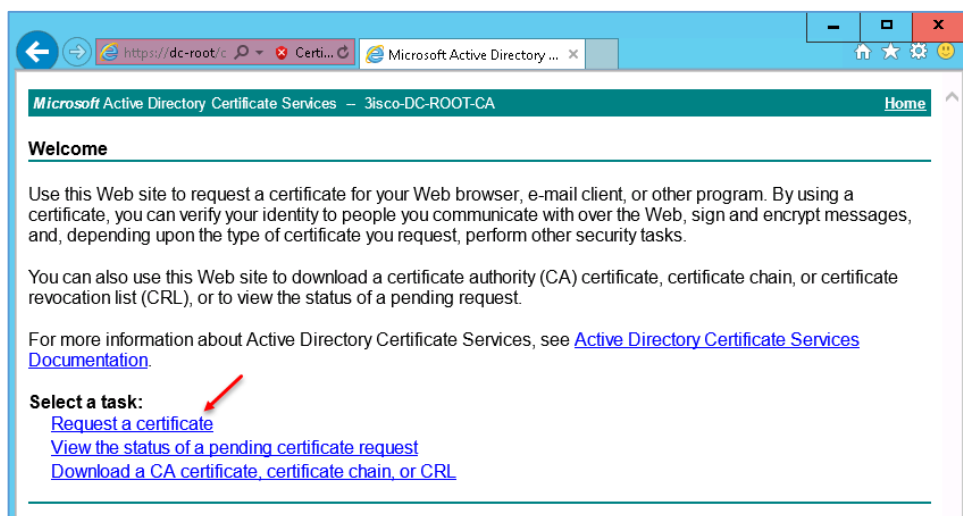 https://dc-root/c Certi... Microsoft Active Directory ...
Microsoft Active Directory Certificate Services -- 3isco-DC-ROOT-CA Home
Welcome
Use this Web site to request a certificate for your Web browser, e-mail client, or other program. By using a
certificate, you can verify your identity to people you communicate with over the Web, sign and encrypt messages,
and, depending upon the type of certificate you request, perform other security tasks.
You can also use this Web site to download a certificate authority (CA) certificate, certificate chain, or certificate
revocation list (CRL), or to view the status of a pending request.
For more information about Active Directory Certificate Services, see Active Directory Certificate Services
Documentation.
Select a task:
Request a certificate
View the status of a pending certificate request
Download a CA certificate, certificate chain, or CRL